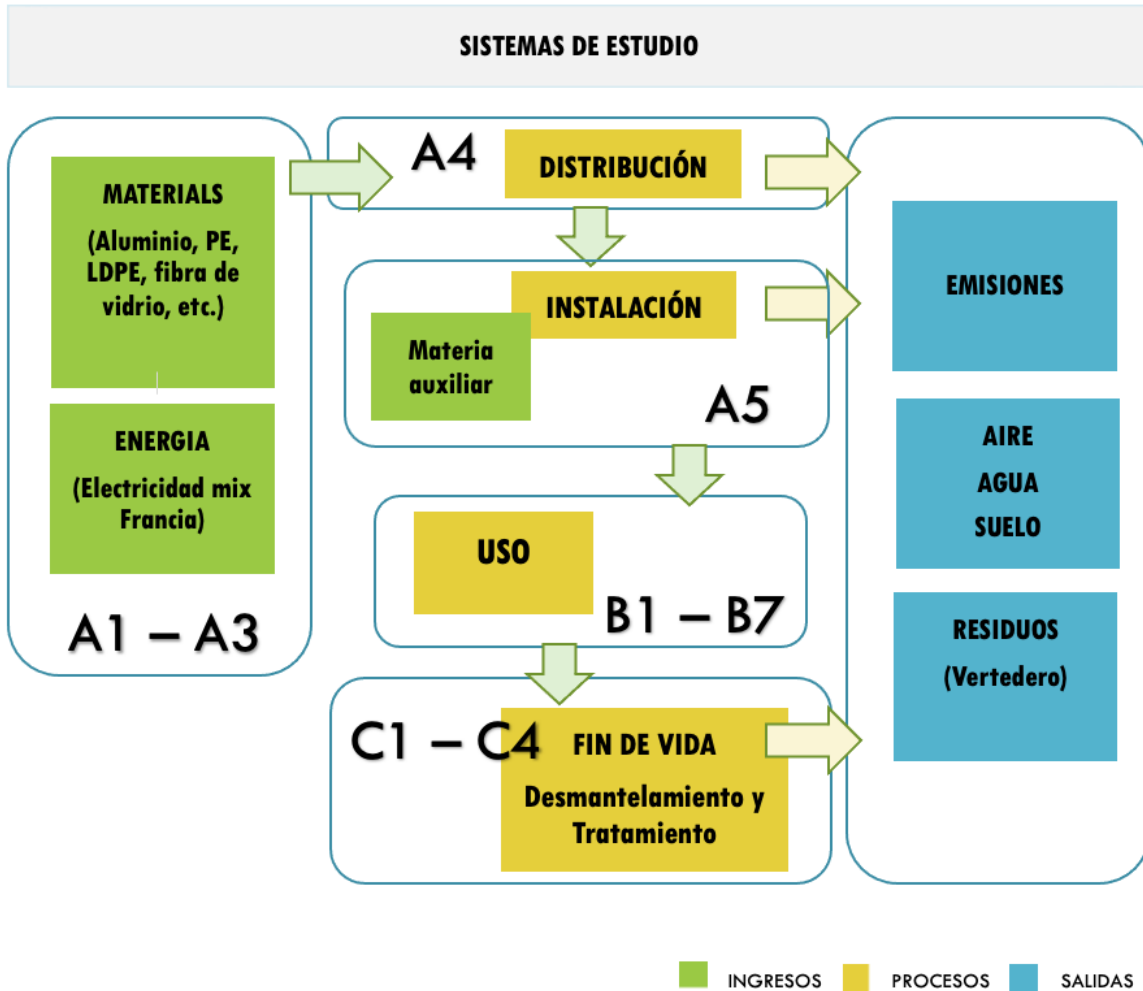 SISTEMAS DE ESTUDIO
MATERIALS
(Aluminio, PE,
LDPE, fibra de
vidrio, etc.)
ENERGIA
(Electricidad mix
Francia)
A1 – A3
A4
DISTRIBUCIÓN
INSTALACIÓN
Materia
auxiliar
A5
USO
B1 – B7
C1 – C4
FIN DE VIDA
Desmantelamiento y
Tratamiento
EMISIONES
AIRE
AGUA
SUELO
RESIDUOS
(Vertedero)
INGRESOS
PROCESOS
SALIDAS